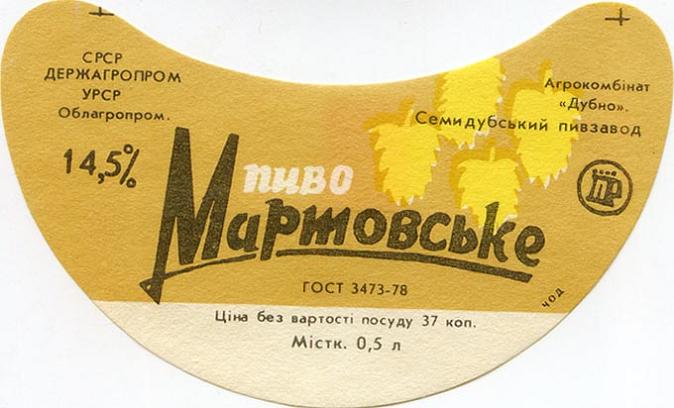 СРСР
ДЕРЖАГРОПРОМ
УРСР
Облагропром.
Агрокомбінат
«Дубно».
Семидубський пивзавод
14,5%
пиво
Мартовське
ПР
ГОСТ 3473-78
чод
Ціна без вартості посуду 37 коп.
Містк. 0,5 л